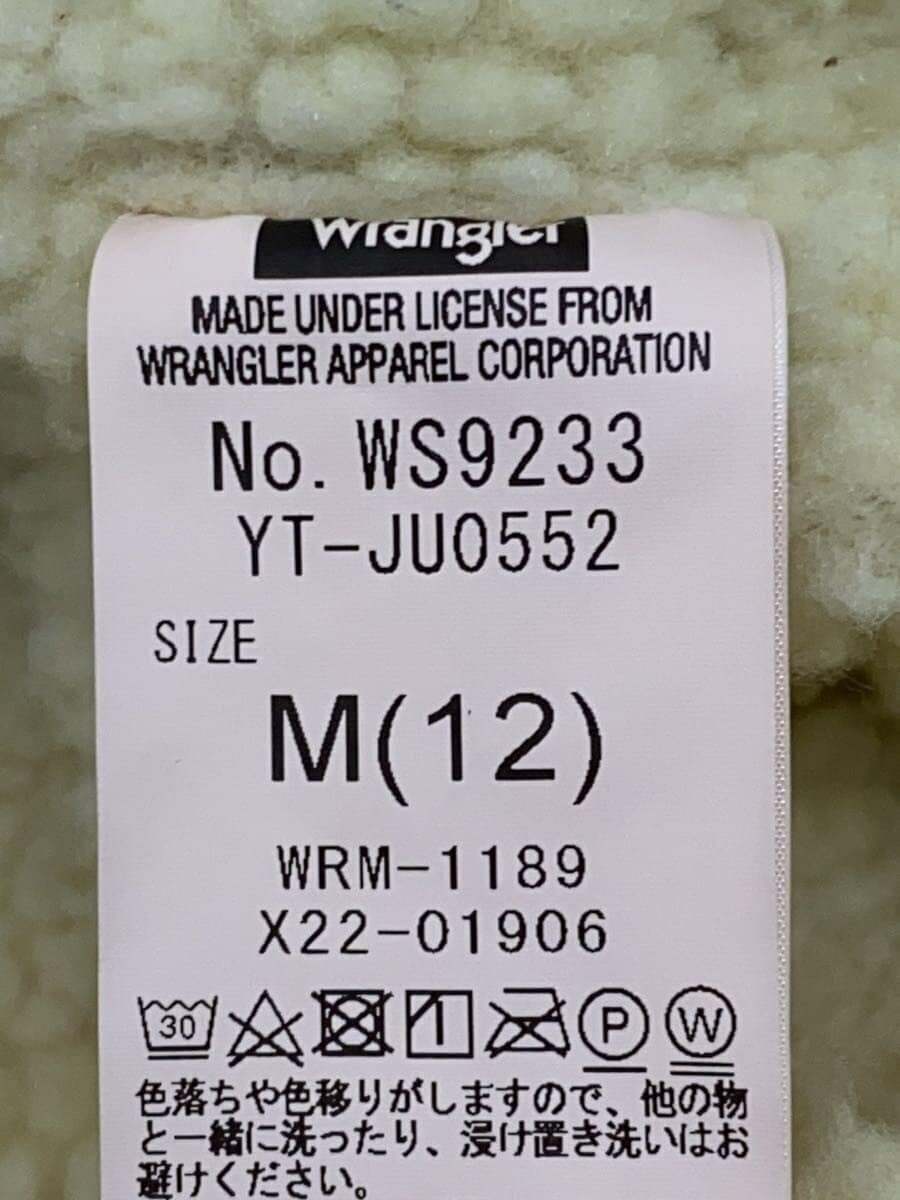 Wrangler
MADE UNDER LICENSE FROM
WRANGLER APPAREL CORPORATION
No. WS9233
YT-JU0552
SIZE
M(12)
WRM-1189
X22-01906
30 P W
色落ちや色移りがしますので、他の物
と一緒に洗ったり、浸け置き洗いはお
避けください。